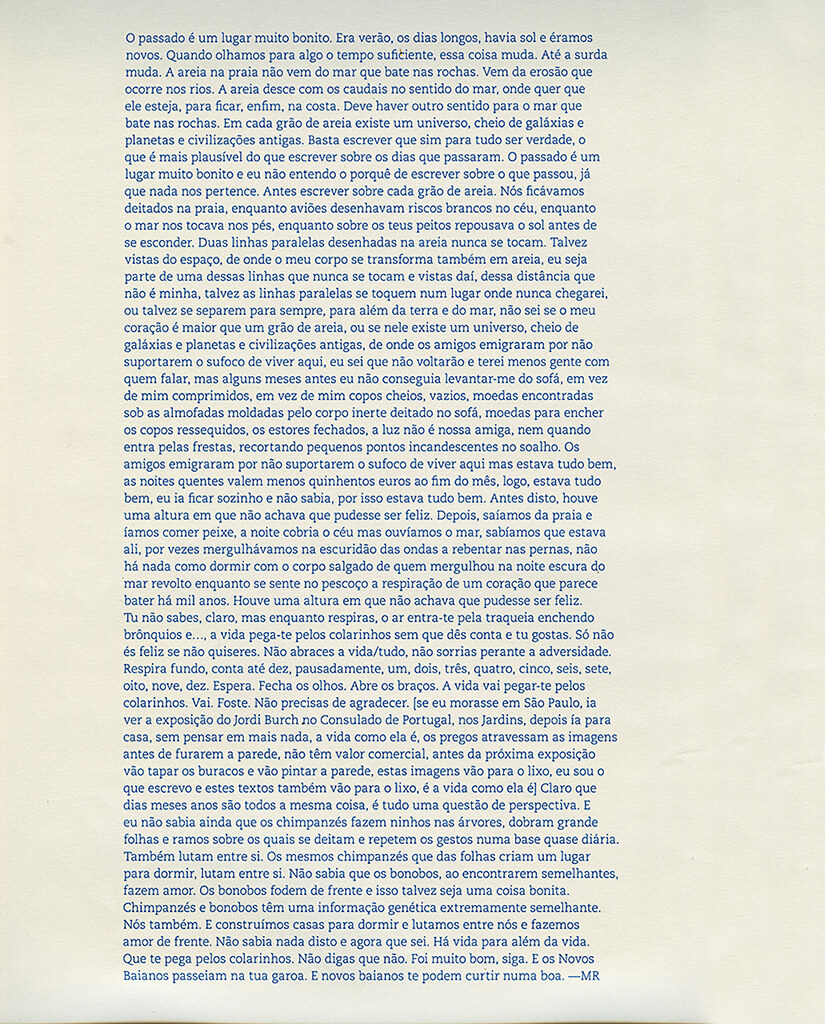 O passado é um lugar muito bonito. Era verão, os dias longos, havia sol e éramos
novos. Quando olhamos para algo o tempo suficiente, essa coisa muda. Até a surda
muda. A areia na praia não vem do mar que bate nas rochas. Vem da erosão que
ocorre nos rios. A areia desce com os caudais no sentido do mar, onde quer que
ele esteja, para ficar, enfim, na costa. Deve haver outro sentido para o mar que
bate nas rochas. Em cada grão de areia existe um universo, cheio de galáxias e
planetas e civilizações antigas. Basta escrever que sim para tudo ser verdade, o
que é mais plausível do que escrever sobre os dias que passaram. O passado é um
lugar muito bonito e eu não entendo o porquê de escrever sobre o que passou, já
que nada nos pertence. Antes escrever sobre cada grão de areia. Nós ficávamos
deitados na praia, enquanto aviões desenhavam riscos brancos no céu, enquanto
o mar nos tocava nos pés, enquanto sobre os teus peitos repousava o sol antes de
se esconder. Duas linhas paralelas desenhadas na areia nunca se tocam. Talvez
vistas do espaço, de onde o meu corpo se transforma também em areia, eu seja
parte de uma dessas linhas que nunca se tocam e vistas daí, dessa distância que
não é minha, talvez as linhas paralelas se toquem num lugar onde nunca chegarei,
ou talvez se separem para sempre, para além da terra e do mar, não sei se o meu
coração é maior que um grão de areia, ou se nele existe um universo, cheio de
galáxias e planetas e civilizações antigas, de onde os amigos emigraram por não
suportarem o sufoco de viver aqui, eu sei que não voltarão e terei menos gente com
quem falar, mas alguns meses antes eu não conseguia levantar-me do sofá, em vez
de mim comprimidos, em vez de mim copos cheios, vazios, moedas encontradas
sob as almofadas moldadas pelo corpo inerte deitado no sofá, moedas para encher
os copos ressequidos, os estores fechados, a luz não é nossa amiga, nem quando
entra pelas frestas, recortando pequenos pontos incandescentes no soalho. Os
amigos emigraram por não suportarem o sufoco de viver aqui mas estava tudo bem,
as noites quentes valem menos quinhentos euros ao fim do mês, logo, estava tudo
bem, eu ia ficar sozinho e não sabia, por isso estava tudo bem. Antes disto, houve
uma altura em que não achava que pudesse ser feliz. Depois, saíamos da praia e
íamos comer peixe, a noite cobria o céu mas ouvíamos o mar, sabíamos que estava
ali, por vezes mergulhávamos na escuridão das ondas a rebentar nas pernas, não
há nada como dormir com o corpo salgado de quem mergulhou na noite escura do
mar revolto enquanto se sente no pescoço a respiração de um coração que parece
bater há mil anos. Houve uma altura em que não achava que pudesse ser feliz.
Tu não sabes, claro, mas enquanto respiras, o ar entra-te pela traqueia enchendo
brônquios e..., a vida pega-te pelos colarinhos sem que dês conta e tu gostas. Só não
és feliz se não quiseres. Não abraces a vida/tudo, não sorrias perante a adversidade.
Respira fundo, conta até dez, pausadamente, um, dois, três, quatro, cinco, seis, sete,
oito, nove, dez. Espera. Fecha os olhos. Abre os braços. A vida vai pegar-te pelos
colarinhos. Vai. Foste. Não precisas de agradecer. [se eu morasse em São Paulo, ia
ver a exposição do Jordi Burch no Consulado de Portugal, nos Jardins, depois ía para
casa, sem pensar em mais nada, a vida como ela é, os pregos atravessam as imagens
antes de furarem a parede, não têm valor comercial, antes da próxima exposição
vão tapar os buracos e vão pintar a parede, estas imagens vão para o lixo, eu sou o
que escrevo e estes textos também vão para o lixo, é a vida como ela é] Claro que
dias meses anos são todos a mesma coisa, é tudo uma questão de perspectiva. E
eu não sabia ainda que os chimpanzés fazem ninhos nas árvores, dobram grande
folhas e ramos sobre os quais se deitam e repetem os gestos numa base quase diária.
Também lutam entre si. Os mesmos chimpanzés que das folhas criam um lugar
para dormir, lutam entre si. Não sabia que os bonobos, ao encontrarem semelhantes,
fazem amor. Os bonobos fodem de frente e isso talvez seja uma coisa bonita.
Chimpanzés e bonobos têm uma informação genética extremamente semelhante.
Nós também. E construímos casas para dormir e lutamos entre nós e fazemos
amor de frente. Não sabia nada disto e agora que sei. Há vida para além da vida.
Que te pega pelos colarinhos. Não digas que não. Foi muito bom, siga. E os Novos
Baianos passeiam na tua garoa. E novos baianos te podem curtir numa boa. —MR